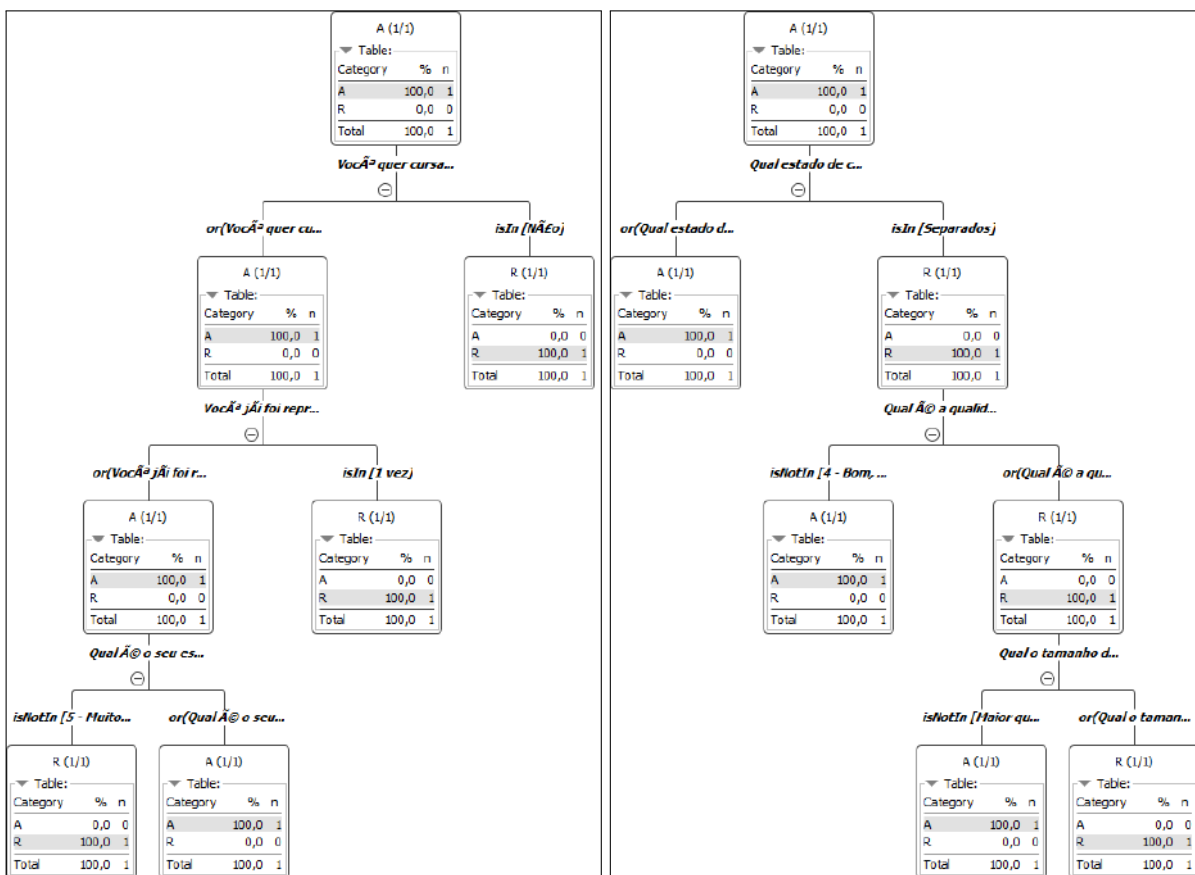 A (1/1)
Table:
Category % n
A 100,0 1
R 0,0 0
Total 100,0 1
VocÃª quer cursa...
or(VocÃª quer cu...
isIn [NÃ£o]
A (1/1)
Table:
Category % n
A 100,0 1
R 0,0 0
Total 100,0 1
R (1/1)
Table:
Category % n
A 0,0 0
R 100,0 1
Total 100,0 1
VocÃª jÃ¡ foi repr...
or(VocÃª jÃ¡ foi r...
isIn [1 vez]
A (1/1)
Table:
Category % n
A 100,0 1
R 0,0 0
Total 100,0 1
R (1/1)
Table:
Category % n
A 0,0 0
R 100,0 1
Total 100,0 1
Qual Ã© o seu es...
isNotIn [5 - Muito...
or(Qual Ã© o seu...
R (1/1)
Table:
Category % n
A 0,0 0
R 100,0 1
Total 100,0 1
A (1/1)
Table:
Category % n
A 100,0 1
R 0,0 0
Total 100,0 1
A (1/1)
Table:
Category % n
A 100,0 1
R 0,0 0
Total 100,0 1
Qual estado de c...
or(Qual estado d...
isIn [Separados]
A (1/1)
Table:
Category % n
A 100,0 1
R 0,0 0
Total 100,0 1
R (1/1)
Table:
Category % n
A 0,0 0
R 100,0 1
Total 100,0 1
Qual Ã© a qualid...
isNotIn [4 - Bom, ...
or(Qual Ã© a qu...
A (1/1)
Table:
Category % n
A 100,0 1
R 0,0 0
Total 100,0 1
R (1/1)
Table:
Category % n
A 0,0 0
R 100,0 1
Total 100,0 1
Qual o tamanho d...
isNotIn [Maior qu...
or(Qual o taman...
A (1/1)
Table:
Category % n
A 100,0 1
R 0,0 0
Total 100,0 1
R (1/1)
Table:
Category % n
A 0,0 0
R 100,0 1
Total 100,0 1